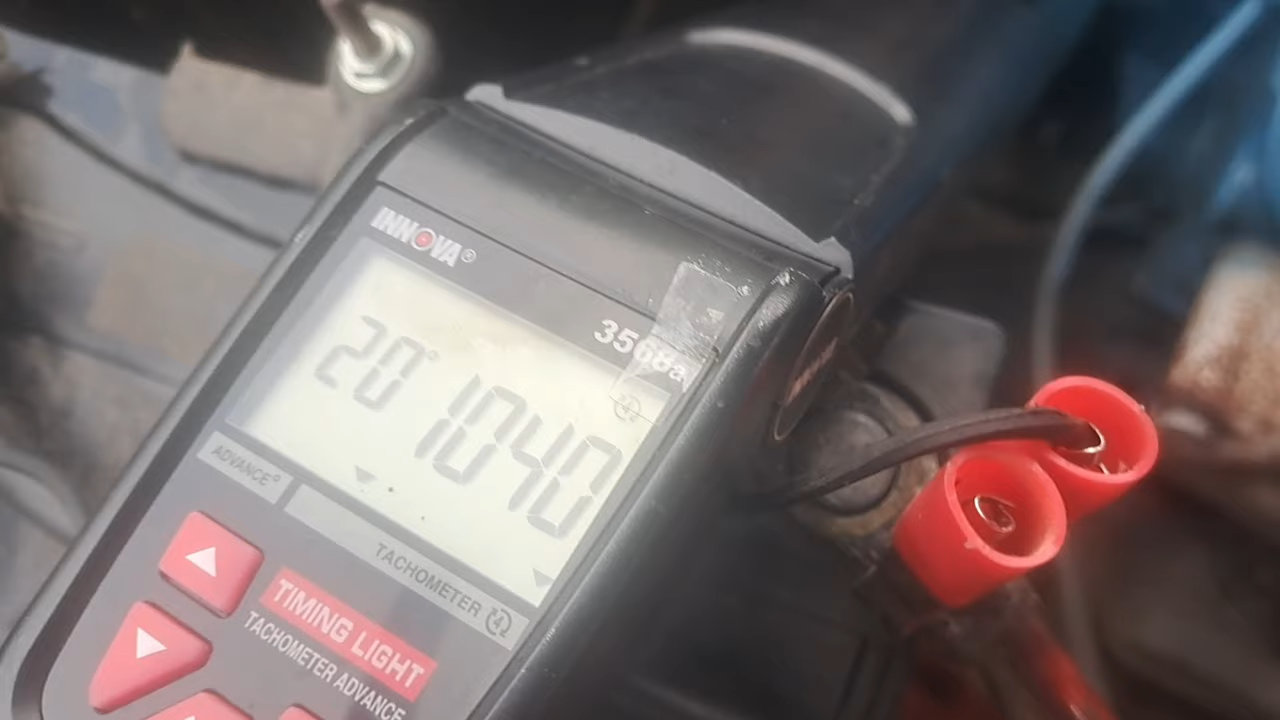 INNOVA®
3568a
20° 1040
ADVANCE°
TACHOMETER
TIMING LIGHT
TACHOMETER ADVANCE